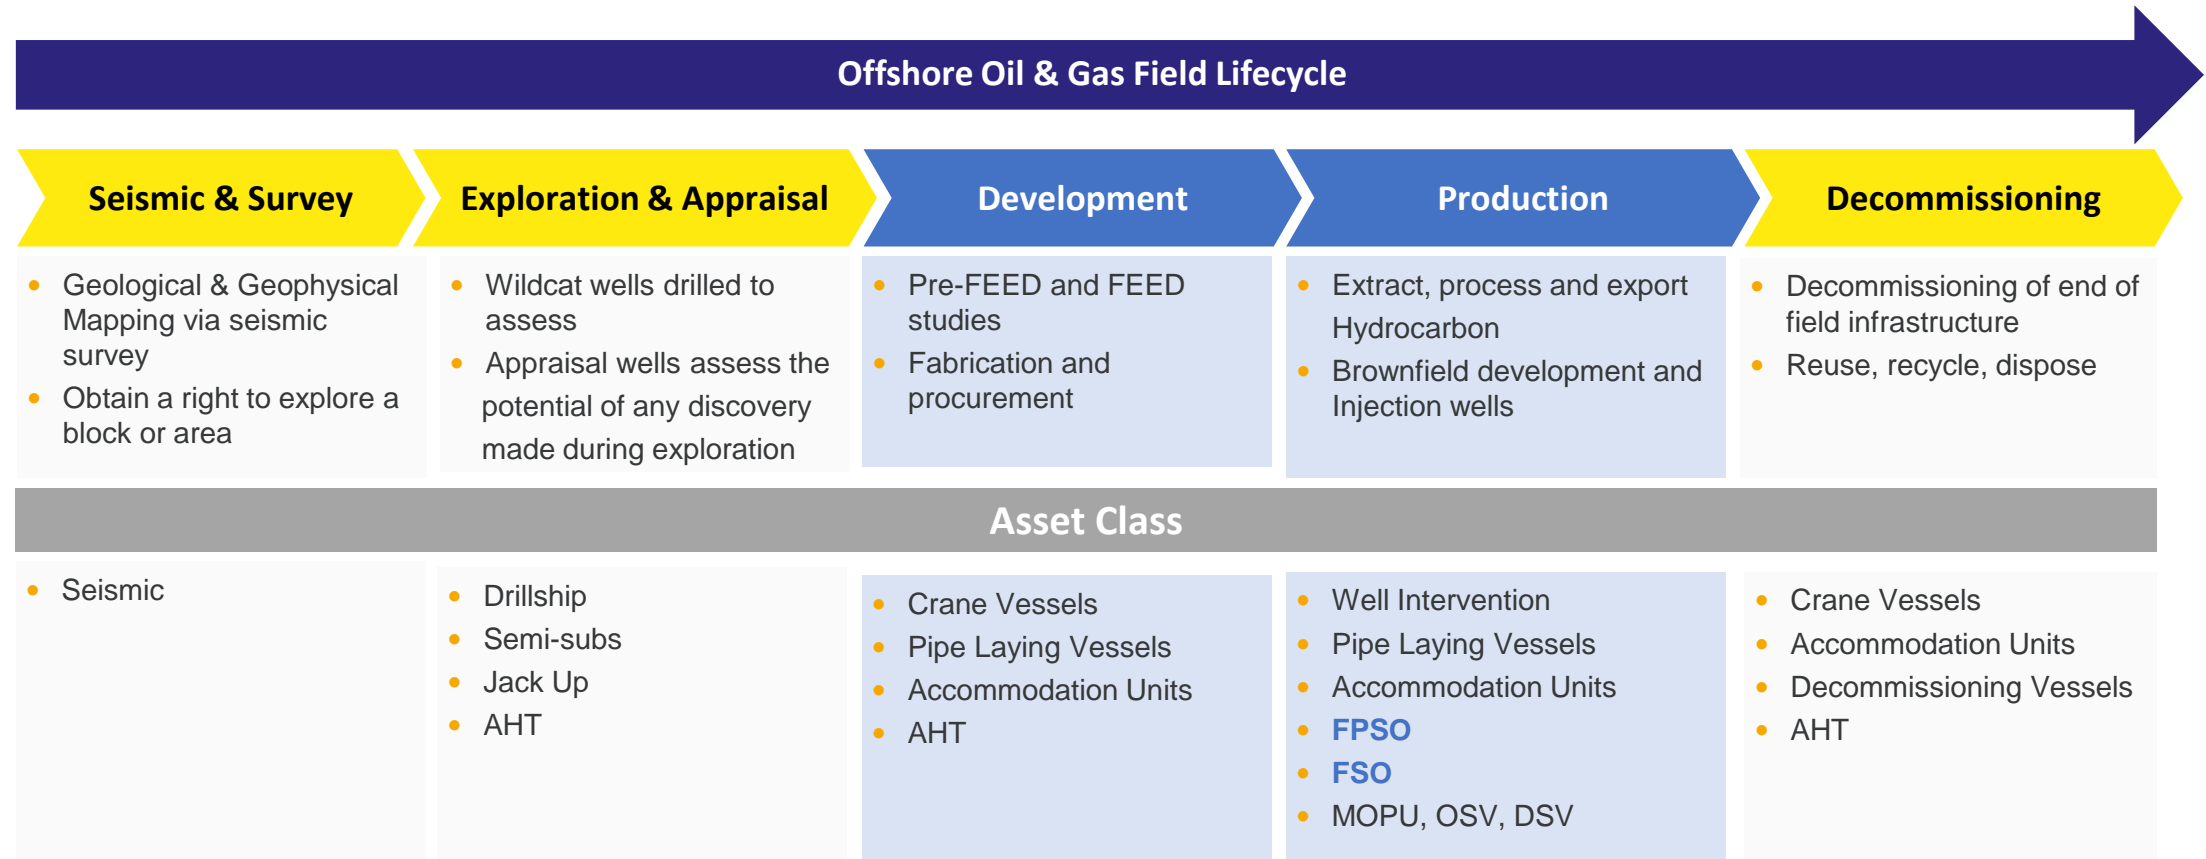 Offshore Oil & Gas Field Lifecycle
Seismic & Survey
Exploration & Appraisal
Development
Production
Decommissioning
• Geological & Geophysical
Mapping via seismic
survey
• Obtain a right to explore a
block or area
• Wildcat wells drilled to
assess
• Appraisal wells assess the
potential of any discovery
made during exploration
• Pre-FEED and FEED
studies
• Fabrication and
procurement
• Extract, process and export
Hydrocarbon
• Brownfield development and
Injection wells
• Decommissioning of end of
field infrastructure
• Reuse, recycle, dispose
Asset Class
• Seismic
• Drillship
• Semi-subs
• Jack Up
• AHT
• Crane Vessels
• Pipe Laying Vessels
• Accommodation Units
• AHT
• Well Intervention
• Pipe Laying Vessels
• Accommodation Units
• FPSO
• FSO
• MOPU, OSV, DSV
• Crane Vessels
• Accommodation Units
• Decommissioning Vessels
• AHT